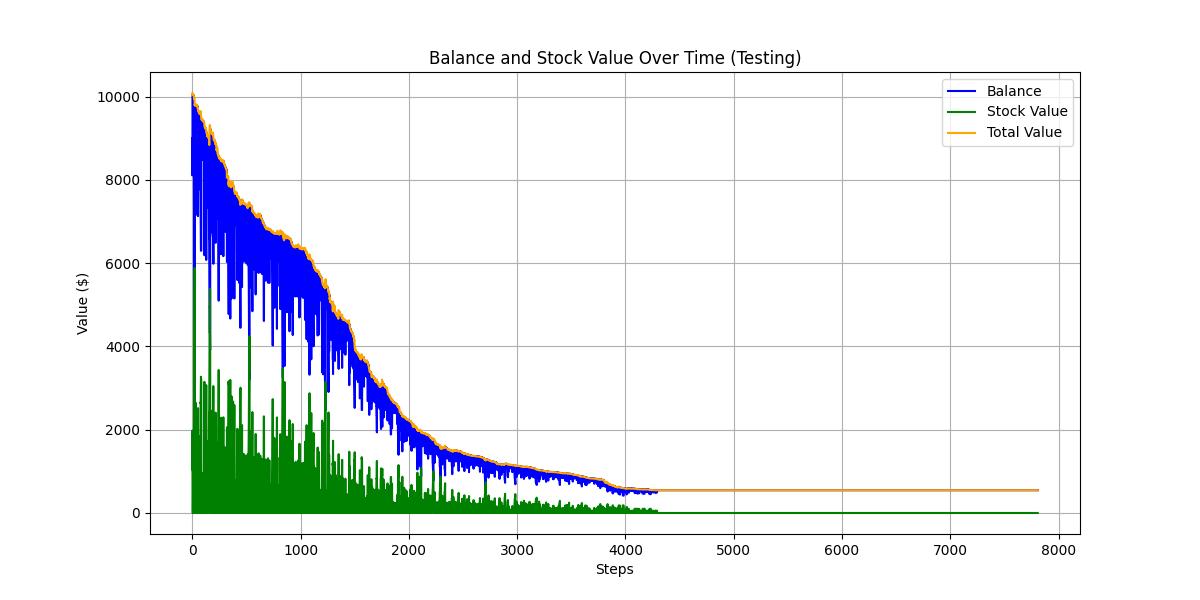 Balance and Stock Value Over Time (Testing)
Balance
Stock Value
Total Value
10000
8000
6000
4000
2000
0
Value ($)
0 1000 2000 3000 4000 5000 6000 7000 8000
Steps